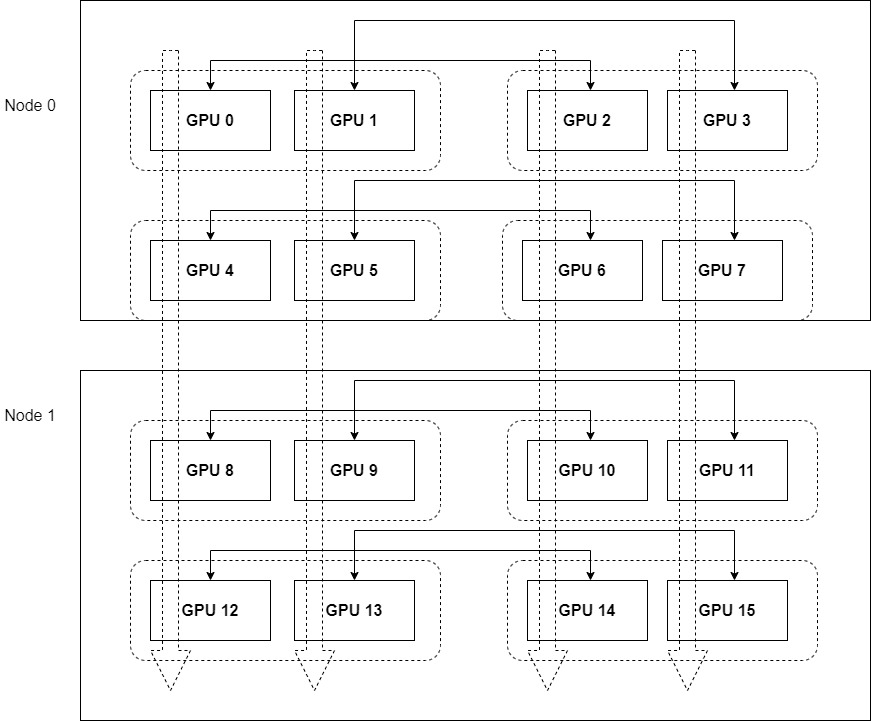 Node 0
GPU 0
GPU 1
GPU 2
GPU 3
GPU 4
GPU 5
GPU 6
GPU 7
Node 1
GPU 8
GPU 9
GPU 10
GPU 11
GPU 12
GPU 13
GPU 14
GPU 15